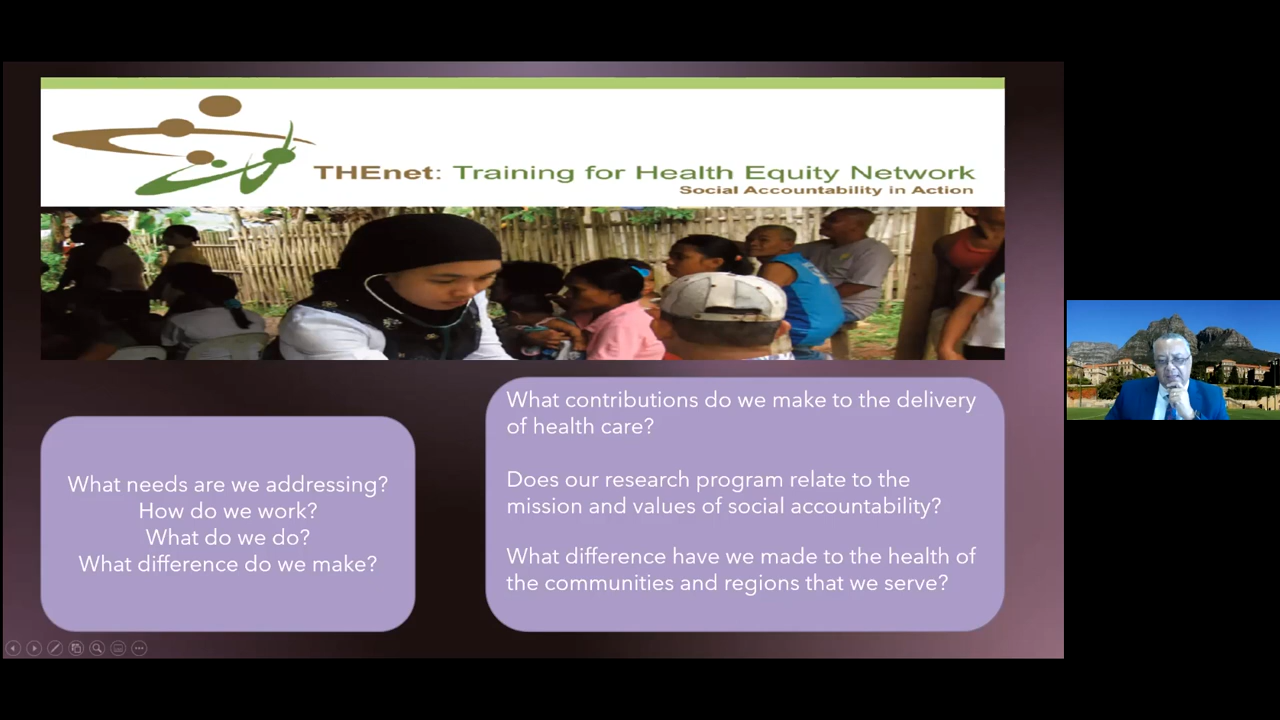 THEnet: Training for Health Equity Network
Social Accountability in Action
What needs are we addressing?
How do we work?
What do we do?
What difference do we make?
What contributions do we make to the delivery
of health care?
Does our research program relate to the
mission and values of social accountability?
What difference have we made to the health of
the communities and regions that we serve?